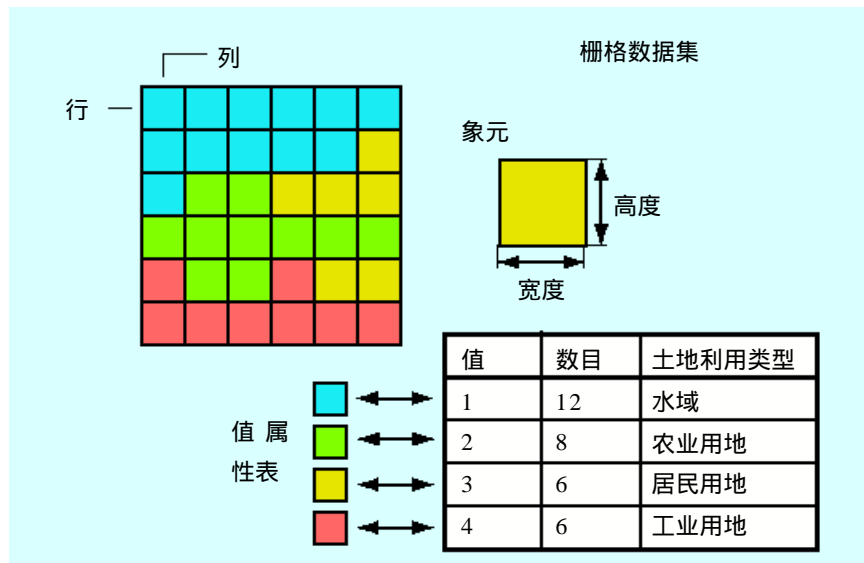 列
栅格数据集
行
象元
高度
宽度
值 数目 土地利用类型
1 12 水域
2 8 农业用地
3 6 居民用地
4 6 工业用地
值 属
性表